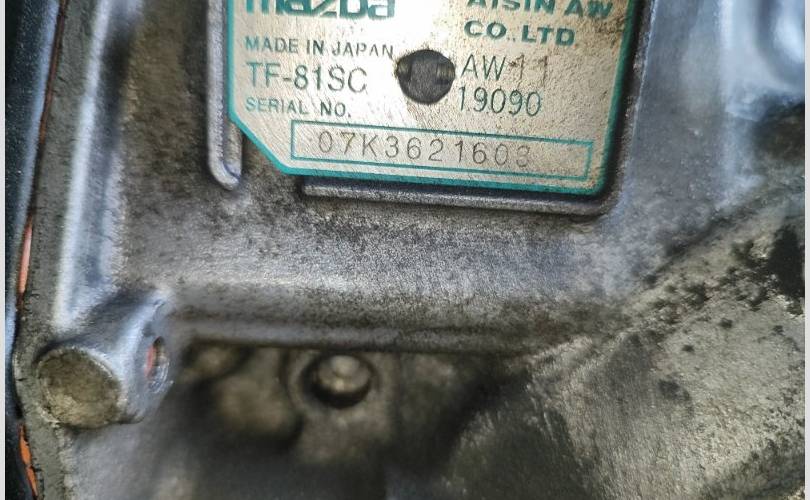 mazda
AISIN AW
CO.,LTD
MADE IN JAPAN
TF-81SC
AW11
19090
SERIAL NO.
07K3621603